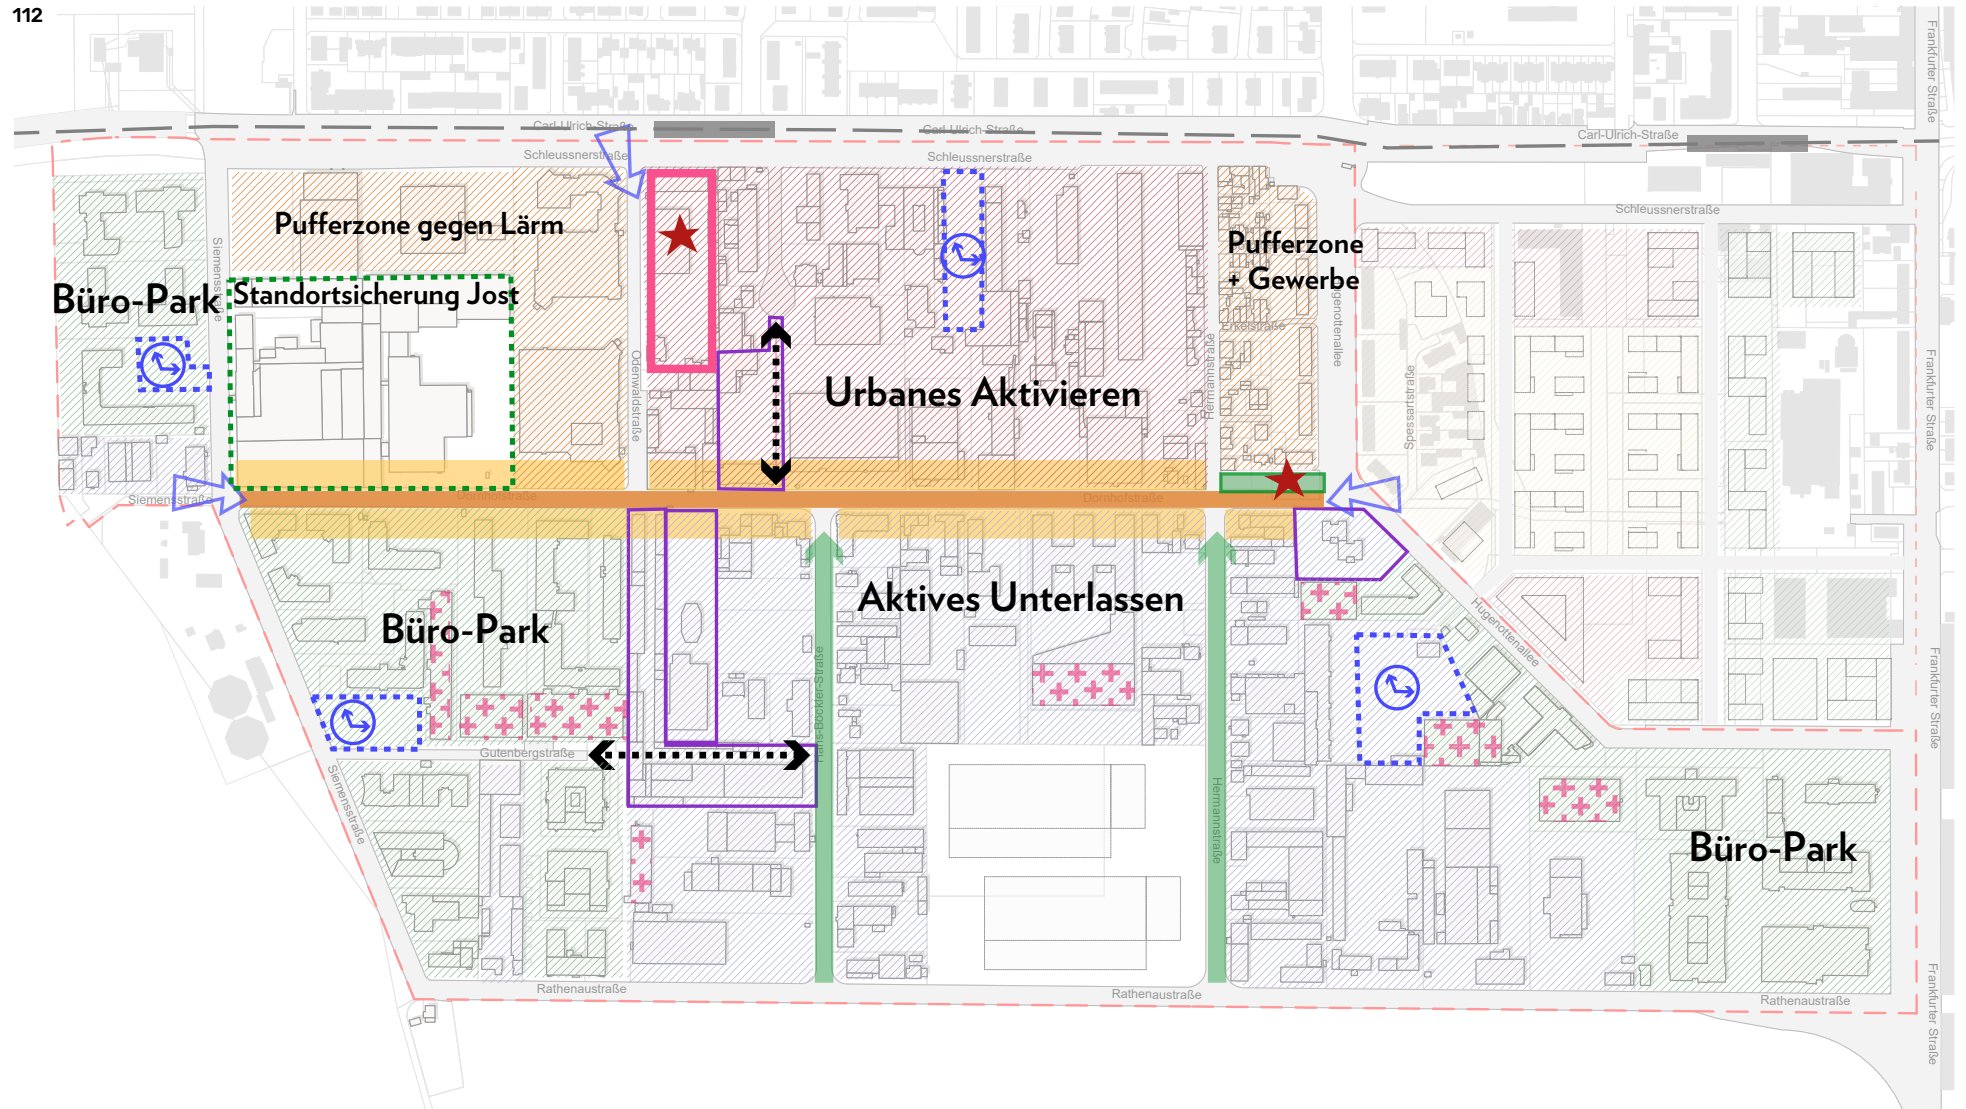 112
Frankfurter Straße
Carl-Ulrich-Straße
Carl-Ulrich-Straße
Carl-Ulrich-Straße
Schleussnerstraße
Schleussnerstraße
Schleussnerstraße
Pufferzone gegen Lärm
Pufferzone
+ Gewerbe
Siemensstraße
Büro-Park
Standortsicherung Jost
Hugenottenallee
Erkelstraße
Odenwaldstraße
Hermannstraße
Spessartstraße
Frankfurter Straße
Urbanes Aktivieren
Siemensstraße
Dornhofstraße
Dornhofstraße
Aktives Unterlassen
Büro-Park
Hugenottenallee
Hans-Böckler-Straße
Frankfurter Straße
Gutenbergstraße
Siemensstraße
Hermannstraße
Büro-Park
Rathenaustraße
Rathenaustraße
Rathenaustraße
Frankfurter Straße